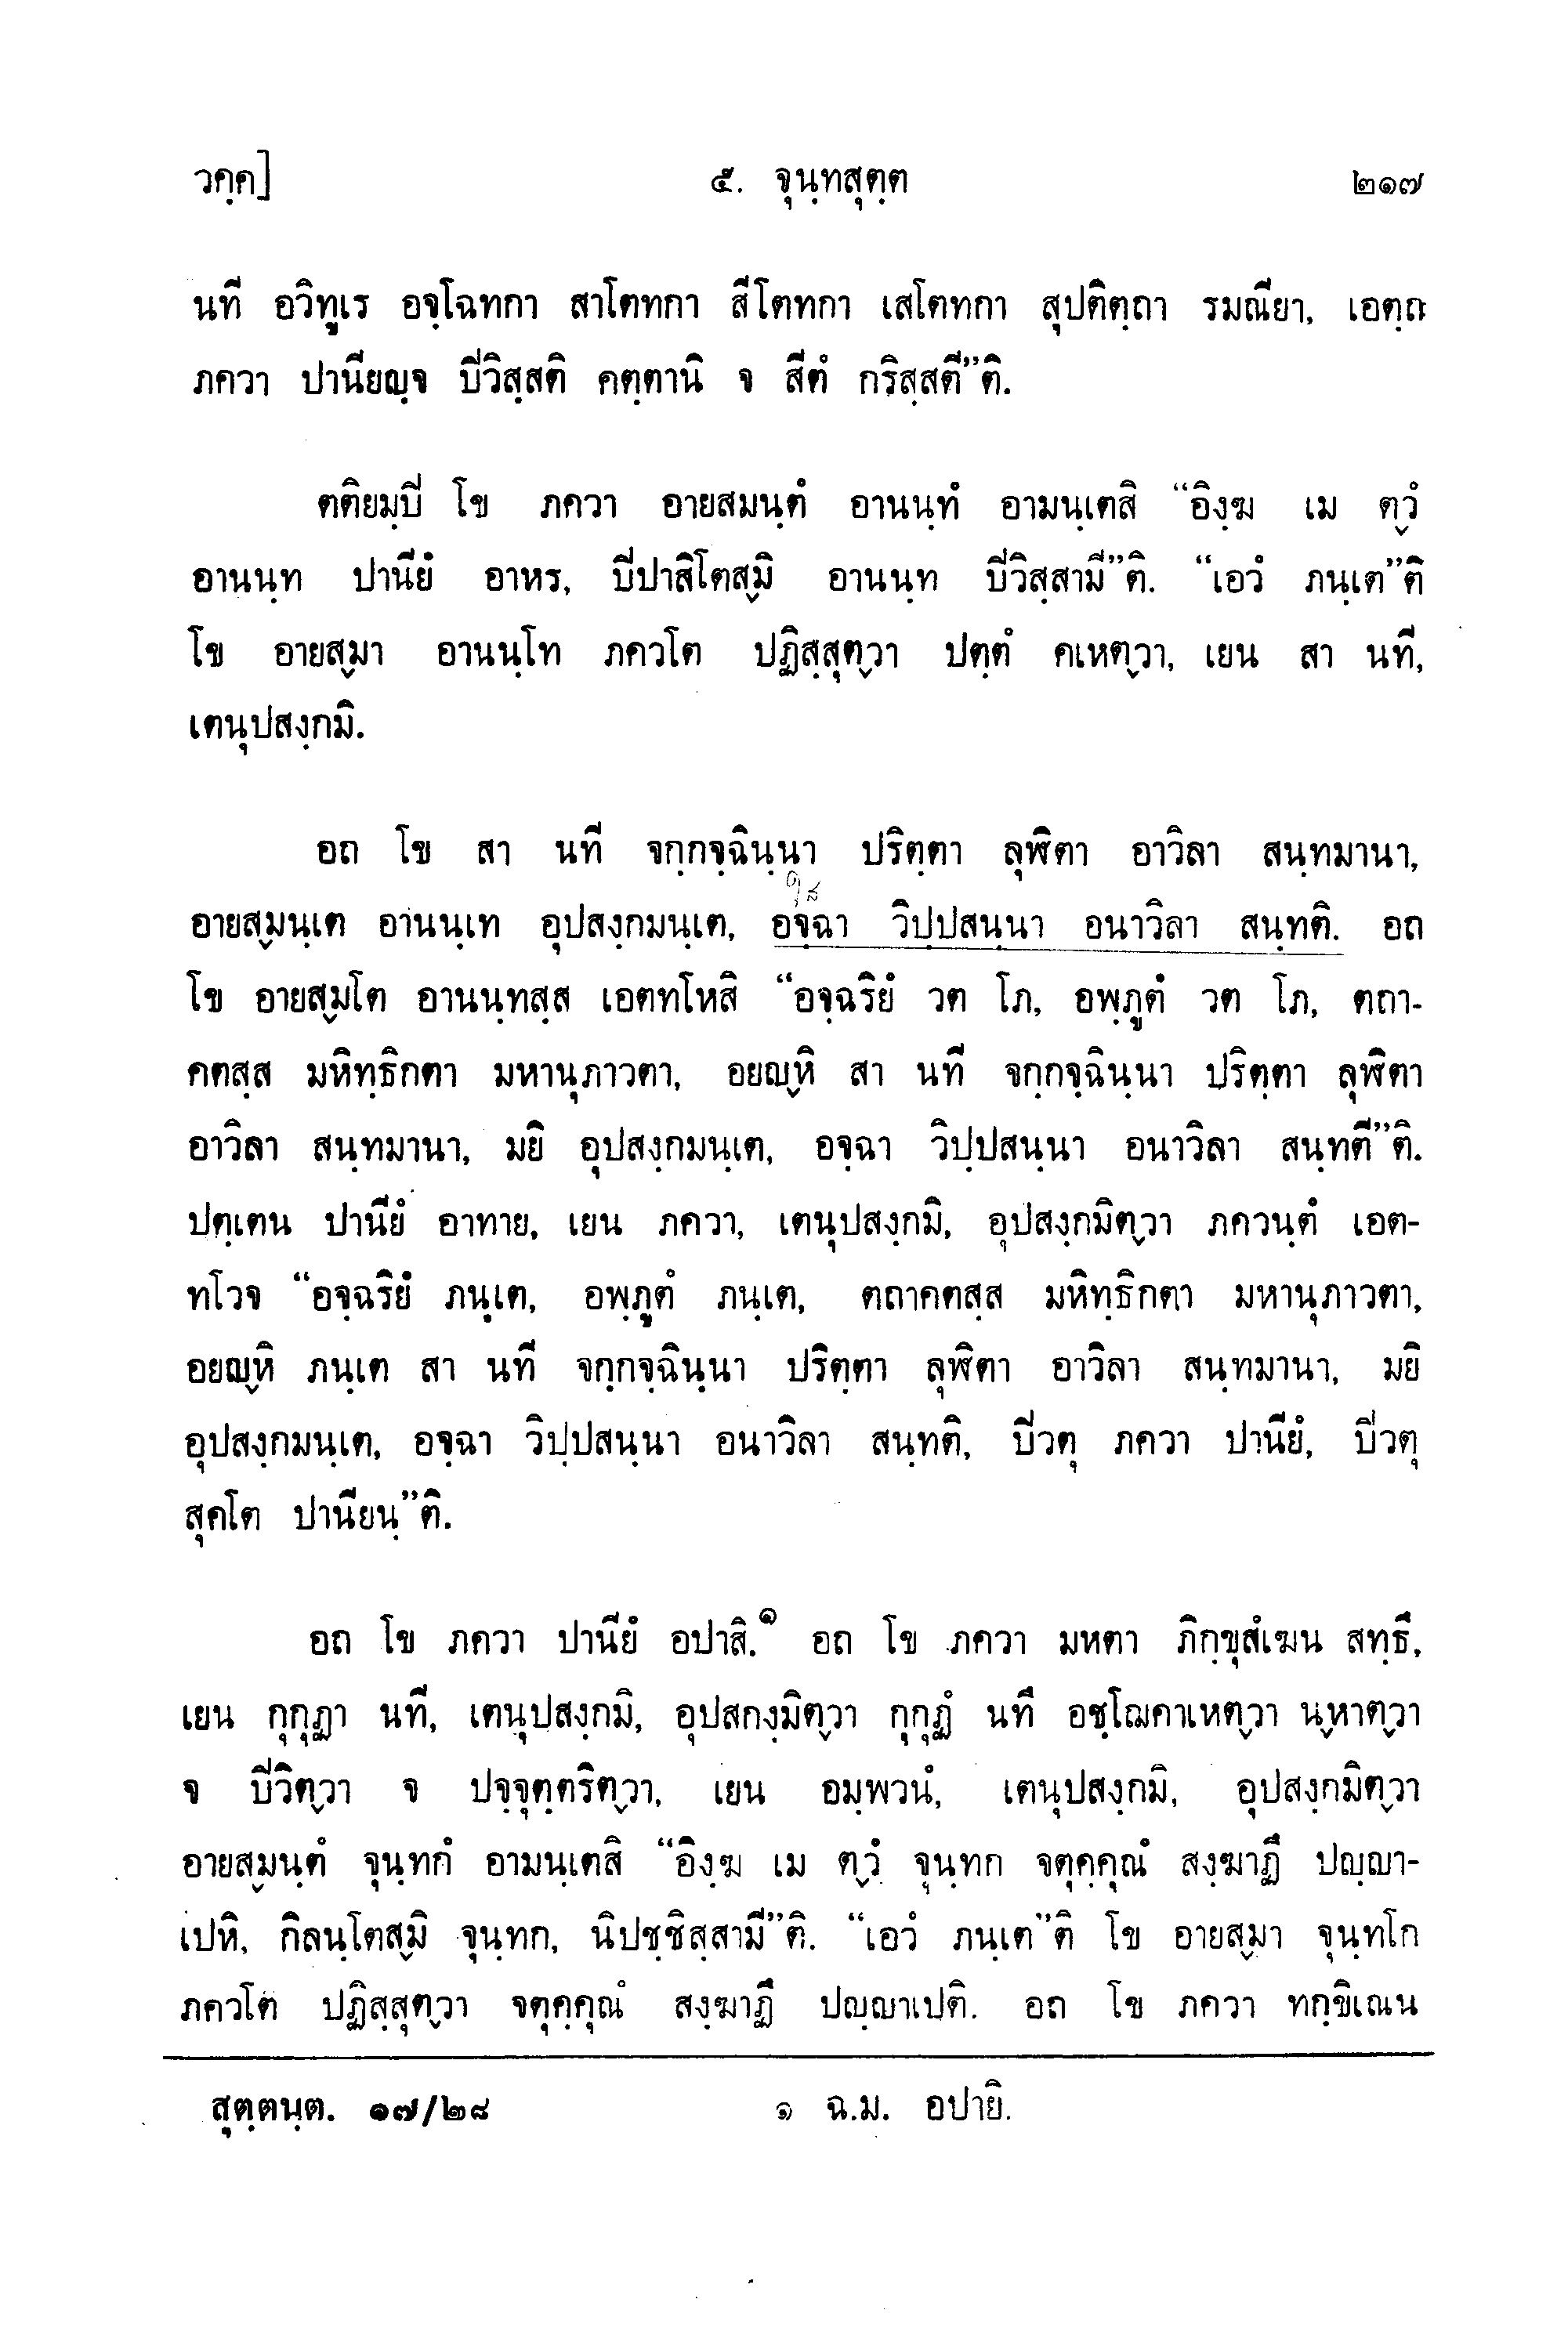 วคฺค]
๕. จุนฺทสุตฺต
๒๑๗
นที อวิทูเร อจฺโฉทกา สาโตทกา สีโตทกา เสโตทกา สุปติตฺถา รมณียา, เอตฺถ
ภควา ปานียญฺจ ปิวิสฺสติ คตฺตานิ จ สีตํ กริสฺสตี”ติ.
ตติยมฺปิ โข ภควา อายสมนฺตํ อานนฺทํ อามนฺเตสิ “อิงฺฆ เม ตฺวํ
อานนฺท ปานียํ อาหร, ปิปาสิโตสฺมิ อานนฺท ปิวิสฺสามี”ติ. “เอวํ ภนฺเต”ติ
โข อายสฺมา อานนฺโท ภควโต ปฏิสฺสุตฺวา ปตฺตํ คเหตฺวา, เยน สา นที,
เตนุปสงฺกมิ.
อถ โข สา นที จกฺกจฺฉินฺนา ปริตฺตา ลุฬิตา อาวิลา สนฺทมานา,
อายสฺมนฺเต อานนฺเท อุปสงฺกมนฺเต, อจฺฉา วิปฺปสนฺนา อนาวิลา สนฺทติ. อถ
โข อายสฺมโต อานนฺทสฺส เอตทโหสิ “อจฺฉริยํ วต โภ, อพฺภูตํ วต โภ, ตถา-
คตสฺส มหิทฺธิกตา มหานุภาวตา, อยญฺหิ สา นที จกฺกจฺฉินฺนา ปริตฺตา ลุฬิตา
อาวิลา สนฺทมานา, มยิ อุปสงฺกมนฺเต, อจฺฉา วิปฺปสนฺนา อนาวิลา สนฺทตี”ติ.
ปตฺเตน ปานียํ อาทาย, เยน ภควา, เตนุปสงฺกมิ, อุปสงฺกมิตฺวา ภควนฺตํ เอต-
ทโวจ “อจฺฉริยํ ภนฺเต, อพฺภูตํ ภนฺเต, ตถาคตสฺส มหิทฺธิกตา มหานุภาวตา,
อยญฺหิ ภนฺเต สา นที จกฺกจฺฉินฺนา ปริตฺตา ลุฬิตา อาวิลา สนฺทมานา, มยิ
อุปสงฺกมนฺเต, อจฺฉา วิปฺปสนฺนา อนาวิลา สนฺทติ, ปิวตุ ภควา ปานียํ, ปิวตุ
สุคโต ปานียนฺ”ติ.
อถ โข ภควา ปานียํ อปาสิ.๑ อถ โข ภควา มหตา ภิกฺขุสํเฆน สทฺธึ,
เยน กุกุฏา นที, เตนุปสงฺกมิ, อุปสกงฺมิตฺวา กุกุฏํ นทึ อชฺโฌคาเหตฺวา นฺหาตฺวา
จ ปิวิตฺวา จ ปจฺจุตฺตริตฺวา, เยน อมฺพวนํ, เตนุปสงฺกมิ, อุปสงฺกมิตฺวา
อายสฺมนฺตํ จุนฺทกํ อามนฺเตสิ “อิงฺฆ เม ตฺวํ จุนฺทก จตุคฺคุณํ สงฺฆาฏึ ปญฺญา-
เปหิ, กิลนฺโตสฺมิ จุนฺทก, นิปชฺชิสฺสามี”ติ. “เอวํ ภนฺเต”ติ โข อายสฺมา จุนฺทโก
ภควโต ปฏิสฺสุตฺวา จตุคฺคุณํ สงฺฆาฏึ ปญฺญาเปติ. อถ โข ภควา ทกฺขิเณน
สุตฺตนฺต. ๑๗/๒๘
๑ ฉ.ม. อปายิ.